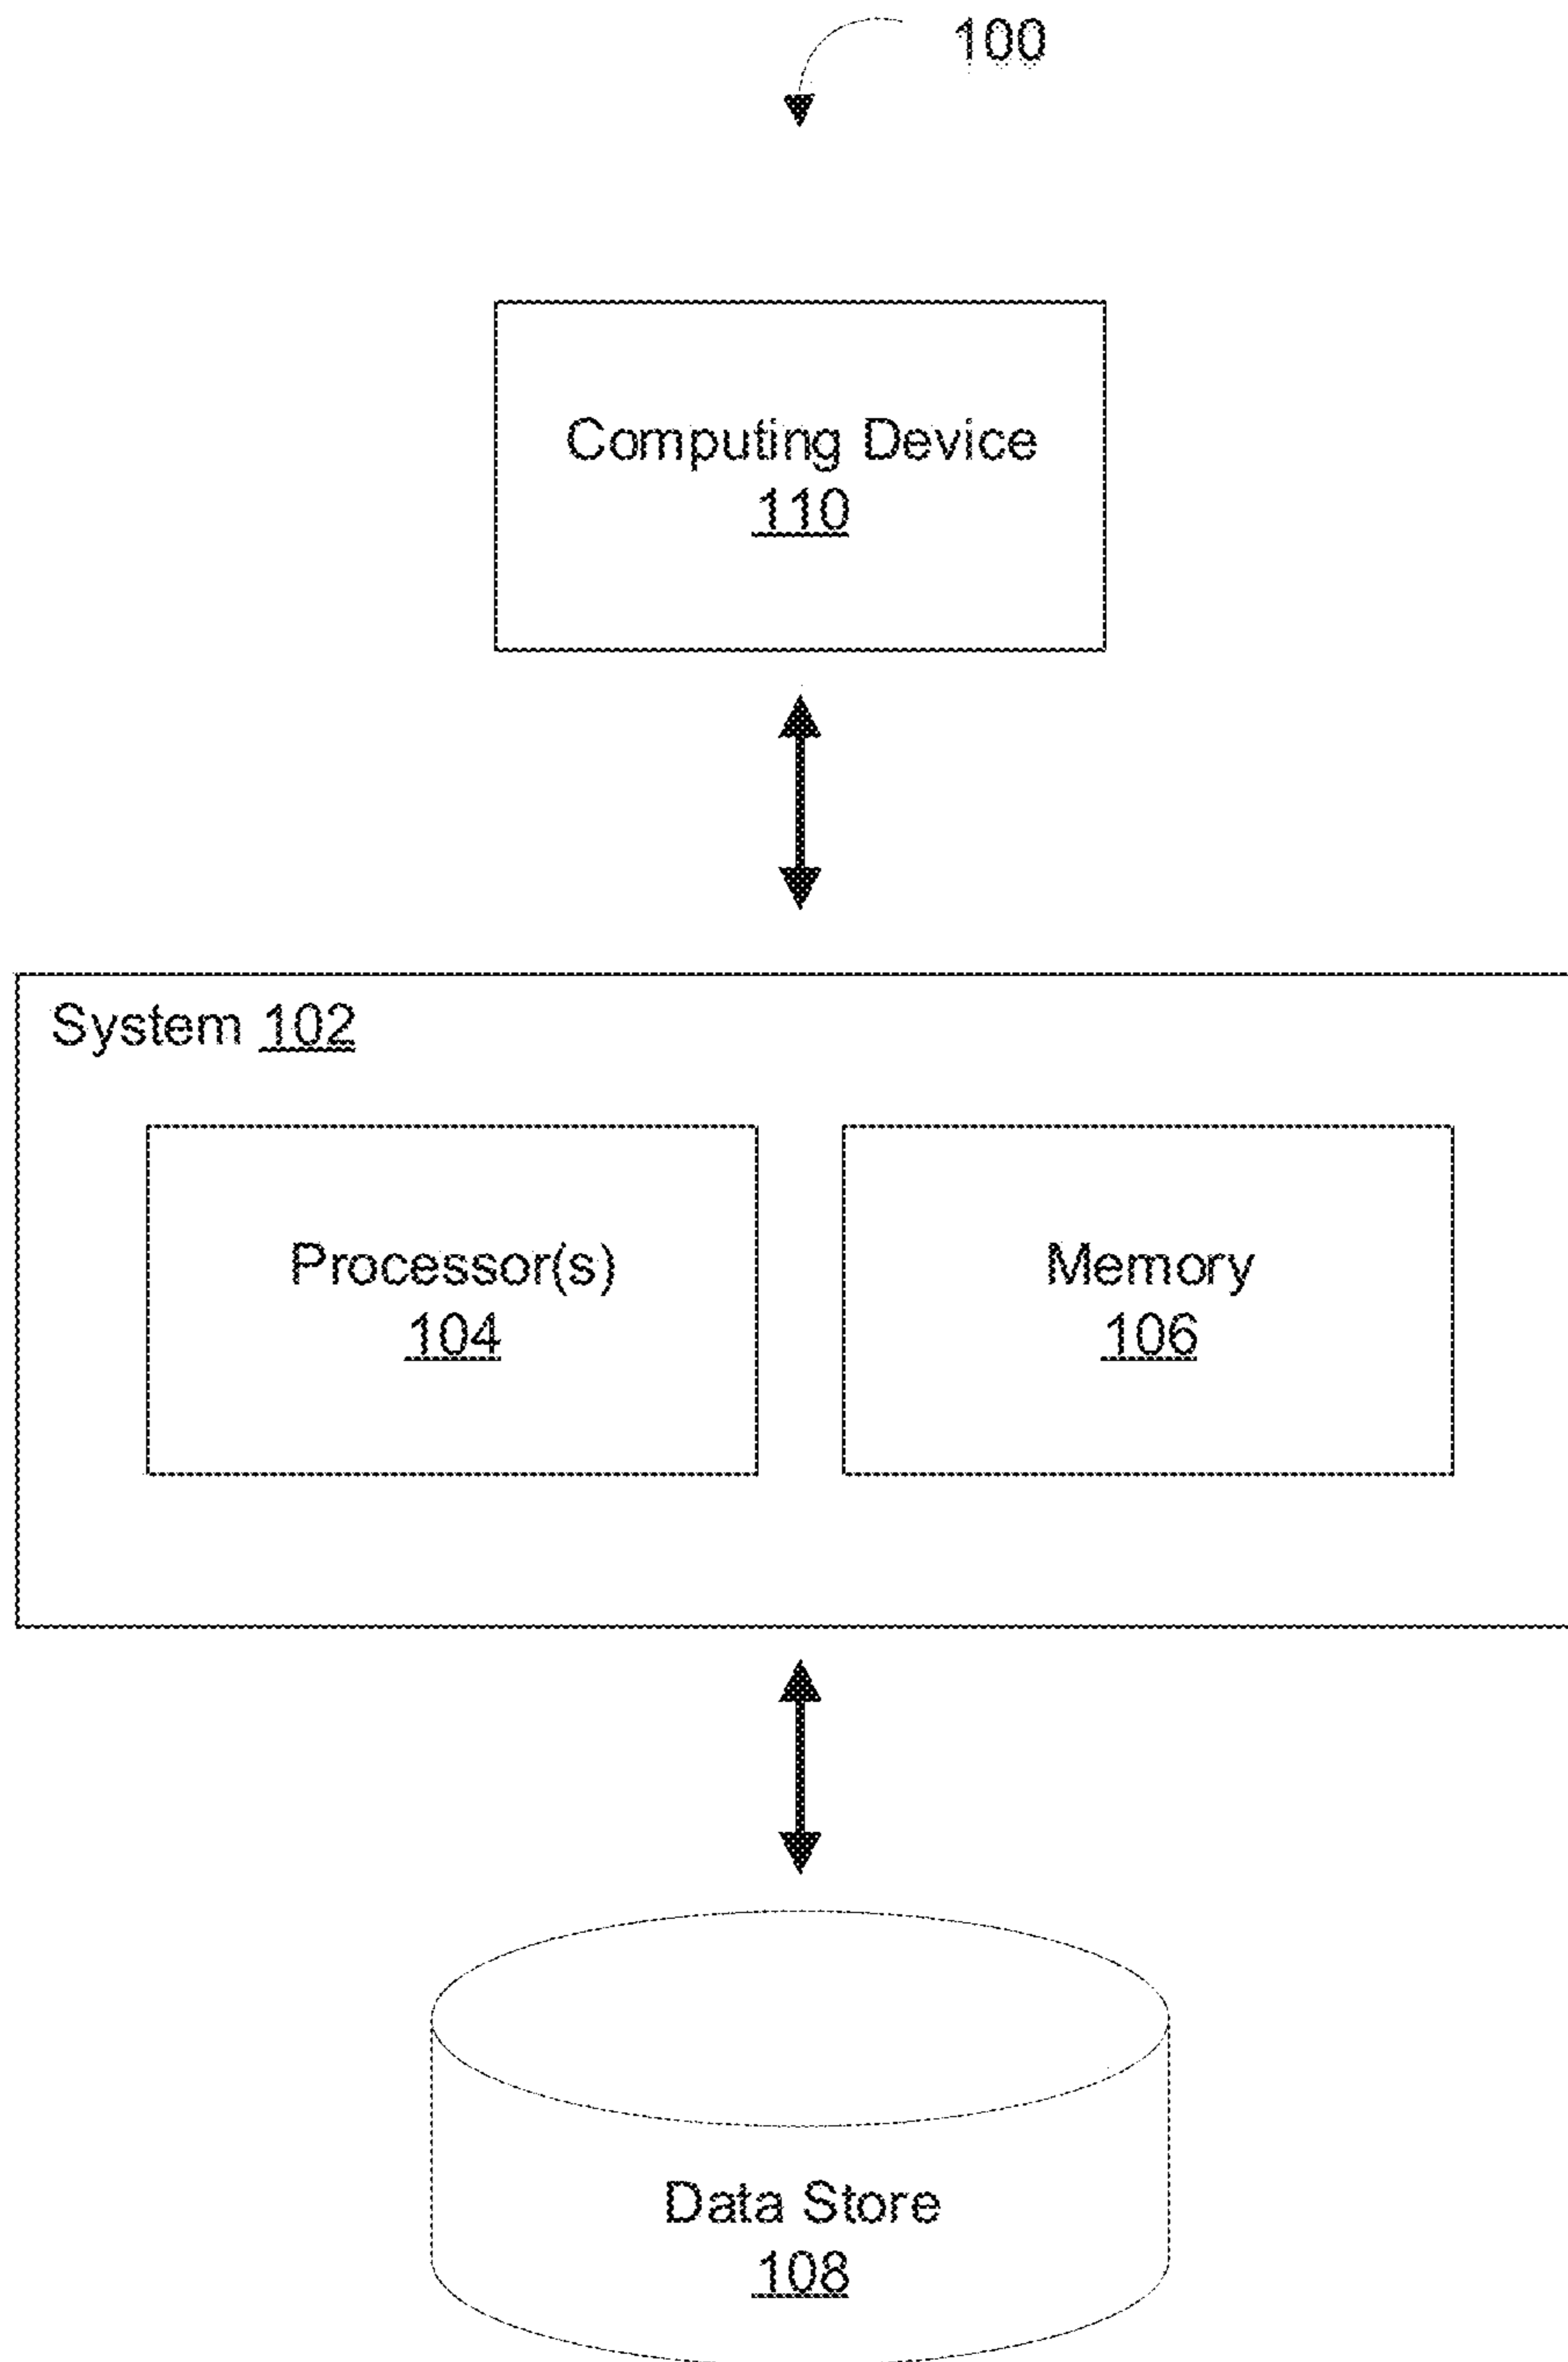 100
Computing Device
110
System 102
Processor(s)
104
Memory
106
Data Store
108